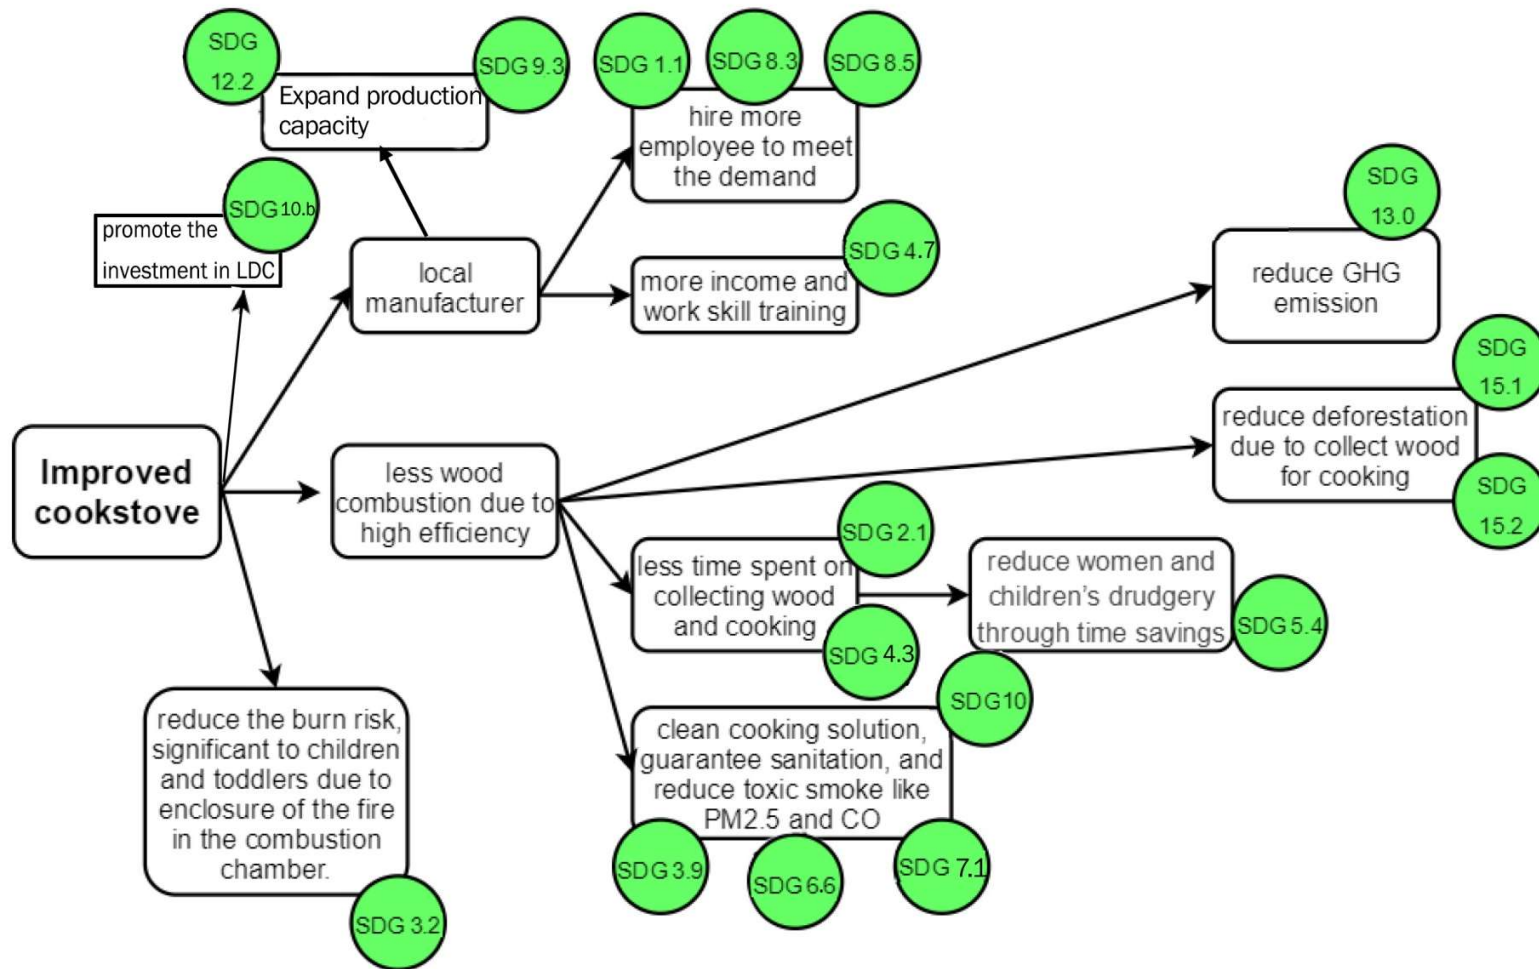 SDG
12.2
SDG 9.3
Expand production
capacity
SDG 1.1
SDG 8.3
SDG 8.5
hire more
employee to meet
the demand
SDG 10.b
promote the
investment in LDC
local
manufacturer
SDG 4.7
more income and
work skill training
SDG
13.0
reduce GHG
emission
SDG
15.1
reduce deforestation
due to collect wood
for cooking
SDG
15.2
Improved
cookstove
less wood
combustion due to
high efficiency
SDG 2.1
less time spent on
collecting wood
and cooking
SDG 4.3
reduce women and
children's drudgery
through time savings
SDG 5.4
SDG 10
clean cooking solution,
guarantee sanitation, and
reduce toxic smoke like
PM2.5 and CO
SDG 3.9
SDG 6.6
SDG 7.1
reduce the burn risk,
significant to children
and toddlers due to
enclosure of the fire
in the combustion
chamber.
SDG 3.2